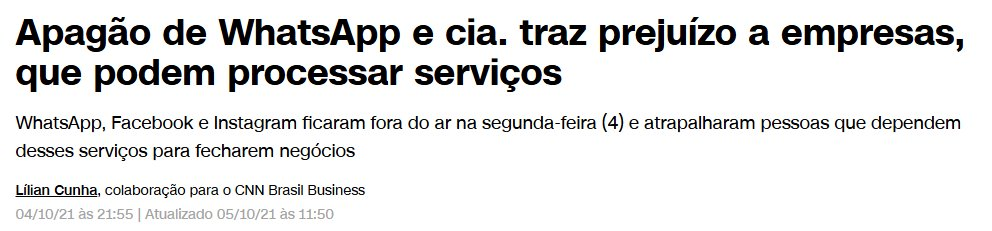 Apagão de WhatsApp e cia. traz prejuízo a empresas,
que podem processar serviços
WhatsApp, Facebook e Instagram ficaram fora do ar na segunda-feira (4) e atrapalharam pessoas que dependem
desses serviços para fecharem negócios
Lílian Cunha, colaboração para o CNN Brasil Business
04/10/21 às 21:55 | Atualizado 05/10/21 às 11:50